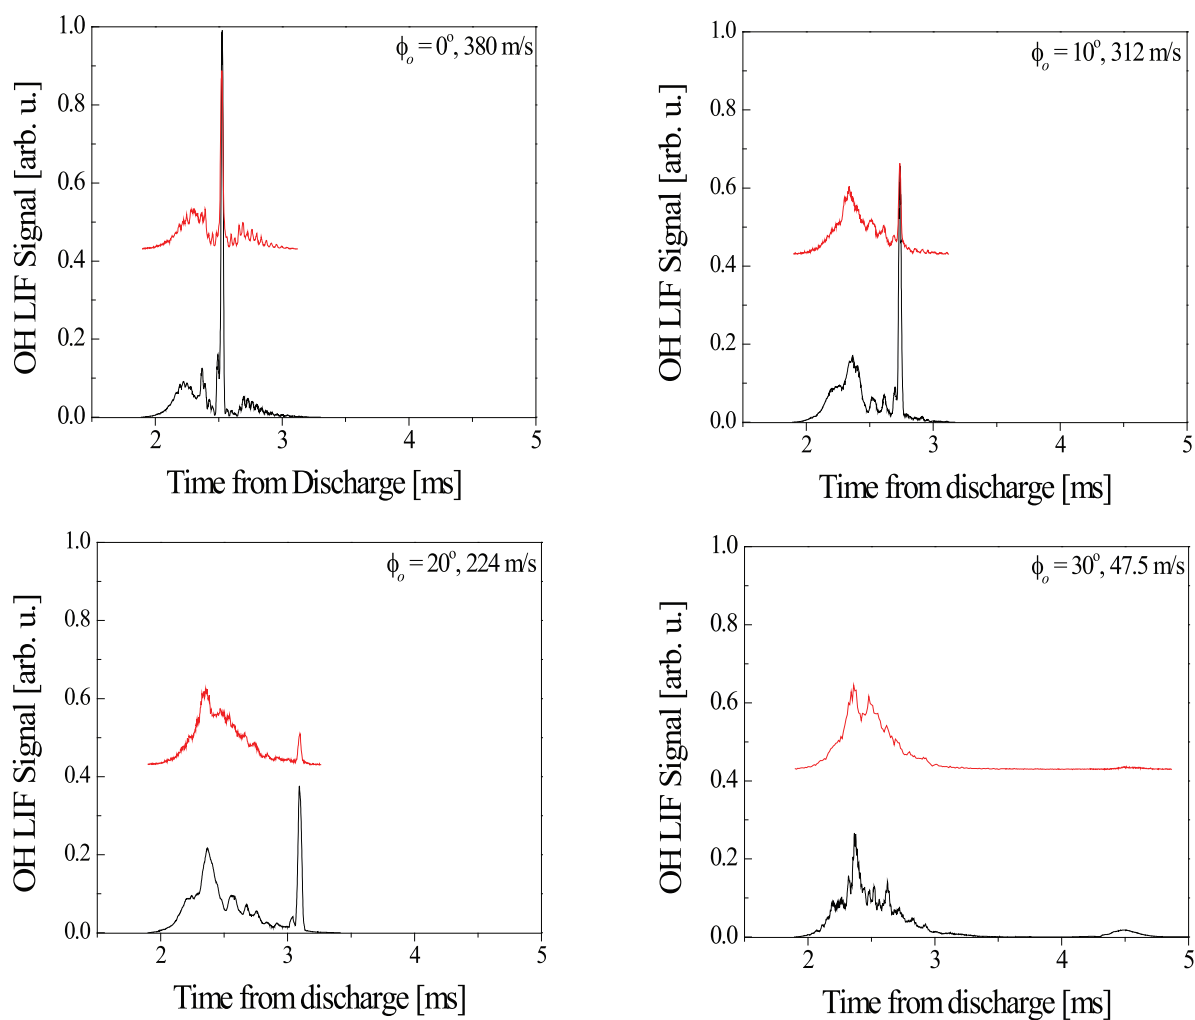 ϕₒ = 0°, 380 m/s
1.0
0.8
0.6
0.4
0.2
0.0
OH LIF Signal [arb. u.]
2 3 4 5
Time from Discharge [ms]
ϕₒ = 10°, 312 m/s
1.0
0.8
0.6
0.4
0.2
0.0
OH LIF Signal [arb. u.]
2 3 4 5
Time from discharge [ms]
ϕₒ = 20°, 224 m/s
1.0
0.8
0.6
0.4
0.2
0.0
OH LIF Signal [arb. u.]
2 3 4 5
Time from discharge [ms]
ϕₒ = 30°, 47.5 m/s
1.0
0.8
0.6
0.4
0.2
0.0
OH LIF Signal [arb. u.]
2 3 4 5
Time from discharge [ms]